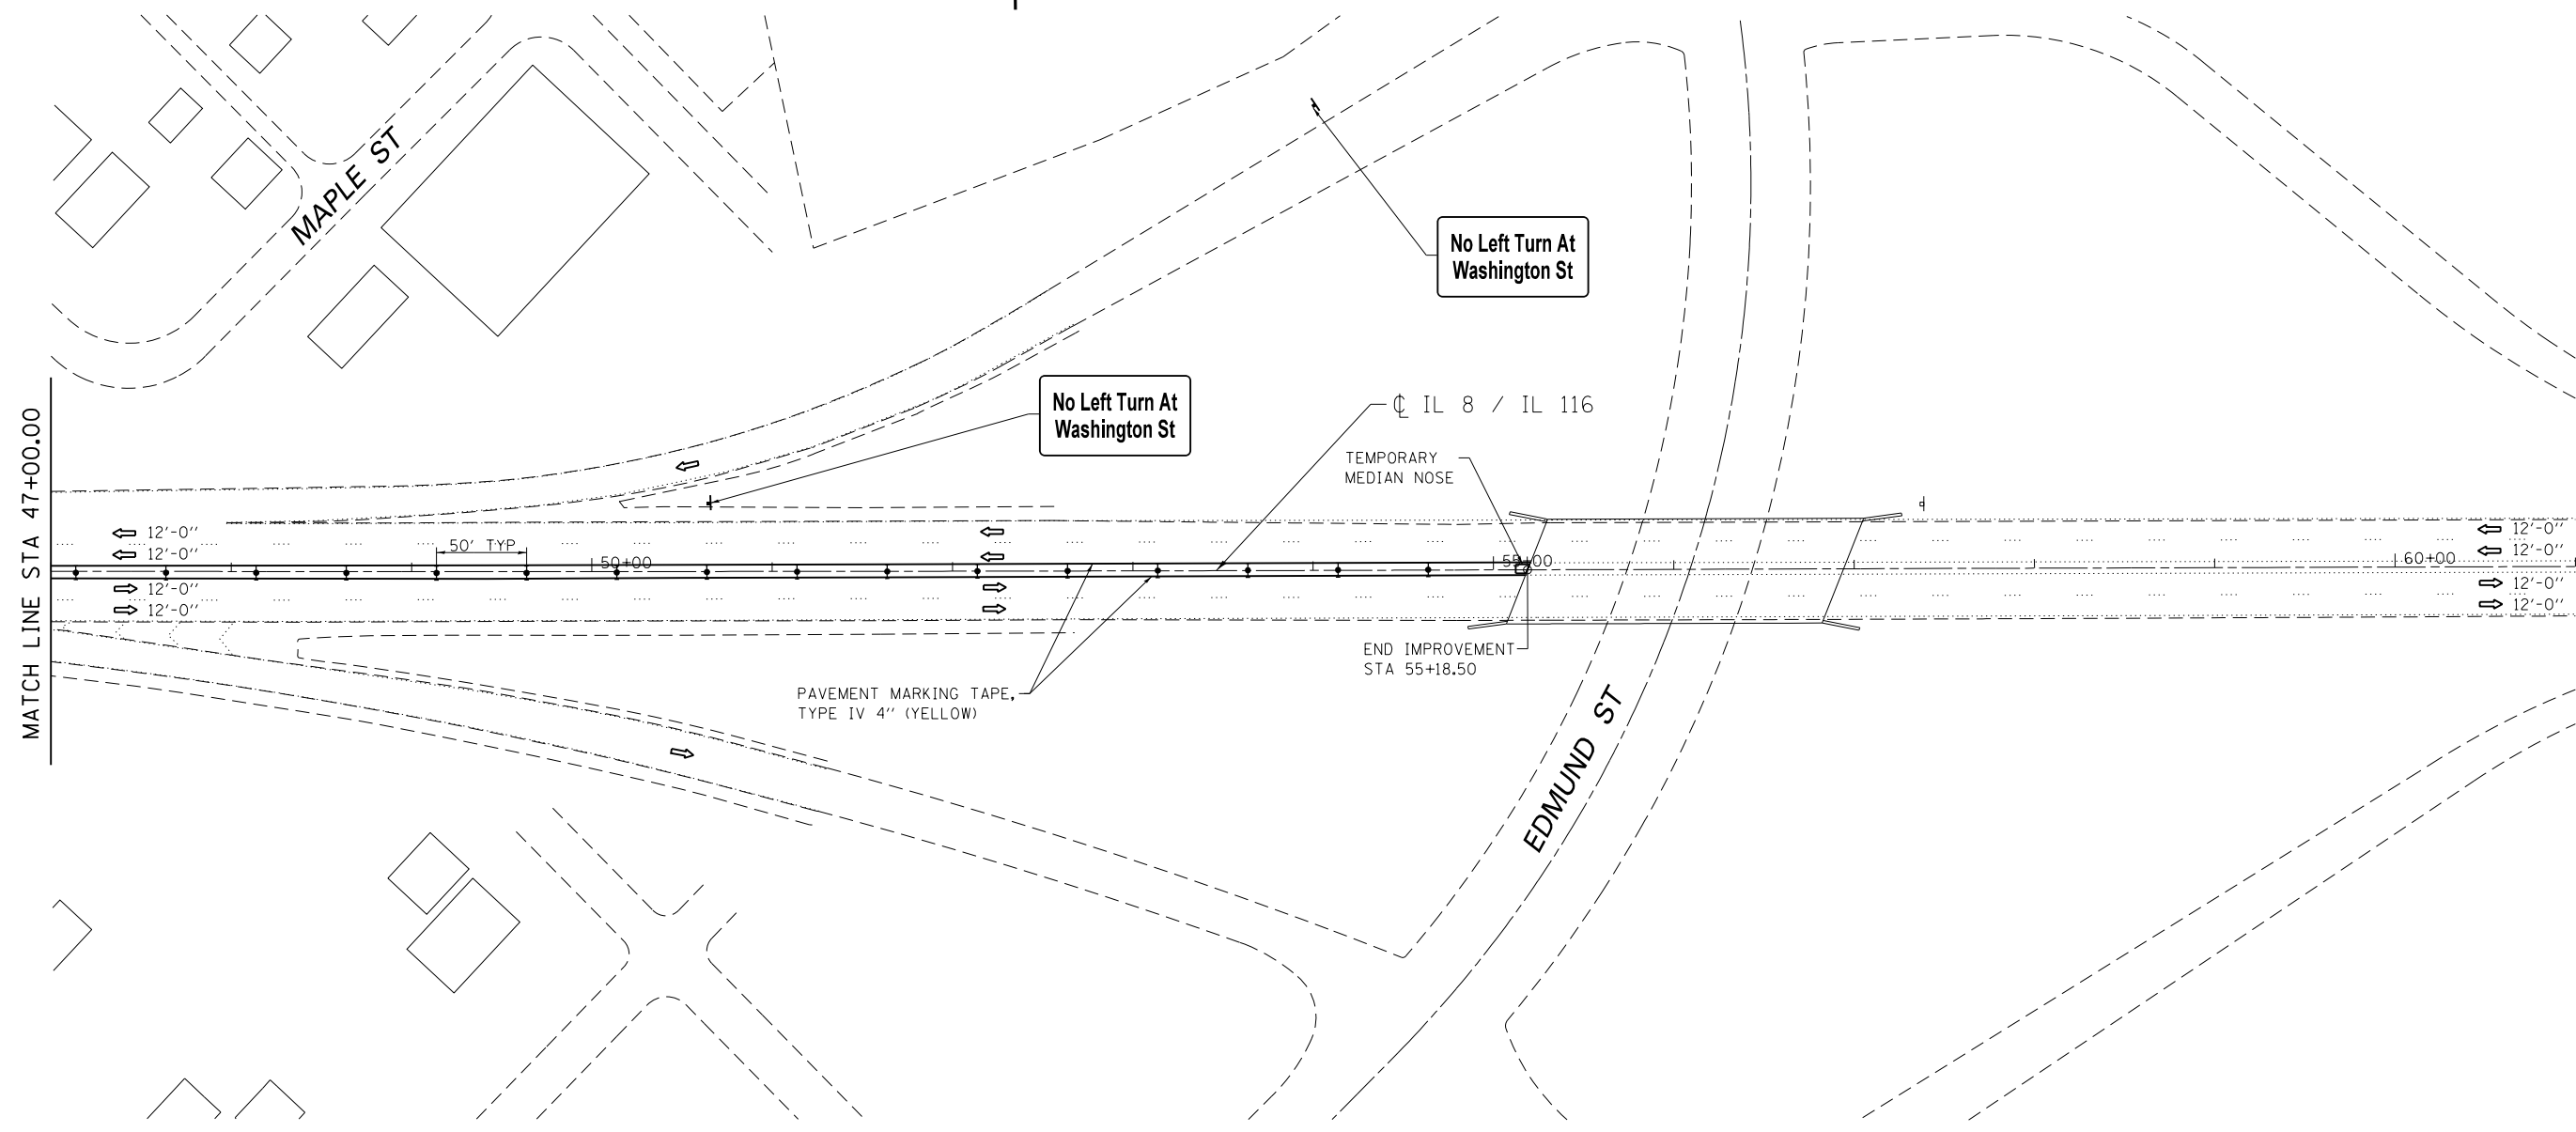 MAPLE ST
No Left Turn At
Washington St
No Left Turn At
Washington St
℄ IL 8 / IL 116
TEMPORARY
MEDIAN NOSE
MATCH LINE STA 47+00.00
12'-0"
12'-0"
12'-0"
12'-0"
50' TYP
50+00
55+00
60+00
12'-0"
12'-0"
12'-0"
12'-0"
END IMPROVEMENT
STA 55+18.50
PAVEMENT MARKING TAPE,
TYPE IV 4" (YELLOW)
EDMUND ST